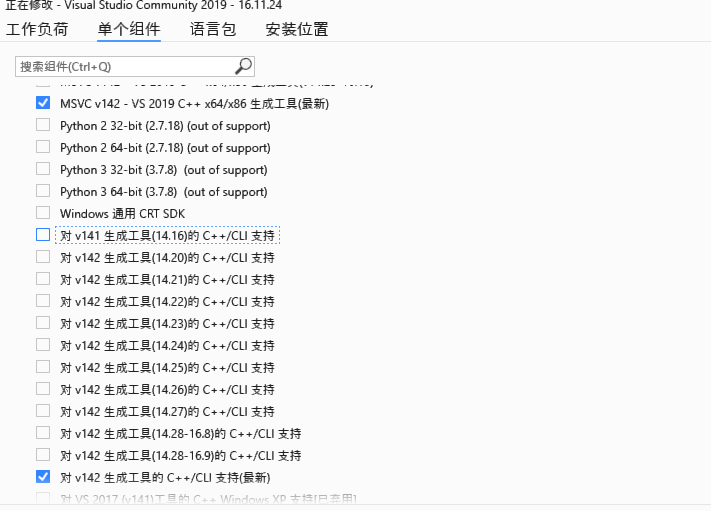 正在修改 - Visual Studio Community 2019 - 16.11.24
工作负荷 单个组件 语言包 安装位置
搜索组件(Ctrl+Q)
MSVC v142 - VS 2019 C++ x64/x86 生成工具(最新)
Python 2 32-bit (2.7.18) (out of support)
Python 2 64-bit (2.7.18) (out of support)
Python 3 32-bit (3.7.8) (out of support)
Python 3 64-bit (3.7.8) (out of support)
Windows 通用 CRT SDK
对 v141 生成工具(14.16)的 C++/CLI 支持
对 v142 生成工具(14.20)的 C++/CLI 支持
对 v142 生成工具(14.21)的 C++/CLI 支持
对 v142 生成工具(14.22)的 C++/CLI 支持
对 v142 生成工具(14.23)的 C++/CLI 支持
对 v142 生成工具(14.24)的 C++/CLI 支持
对 v142 生成工具(14.25)的 C++/CLI 支持
对 v142 生成工具(14.26)的 C++/CLI 支持
对 v142 生成工具(14.27)的 C++/CLI 支持
对 v142 生成工具(14.28-16.8)的 C++/CLI 支持
对 v142 生成工具(14.28-16.9)的 C++/CLI 支持
对 v142 生成工具的 C++/CLI 支持(最新)
对 VS 2017 (v141)工具的 C++ Windows XP 支持[已弃用]